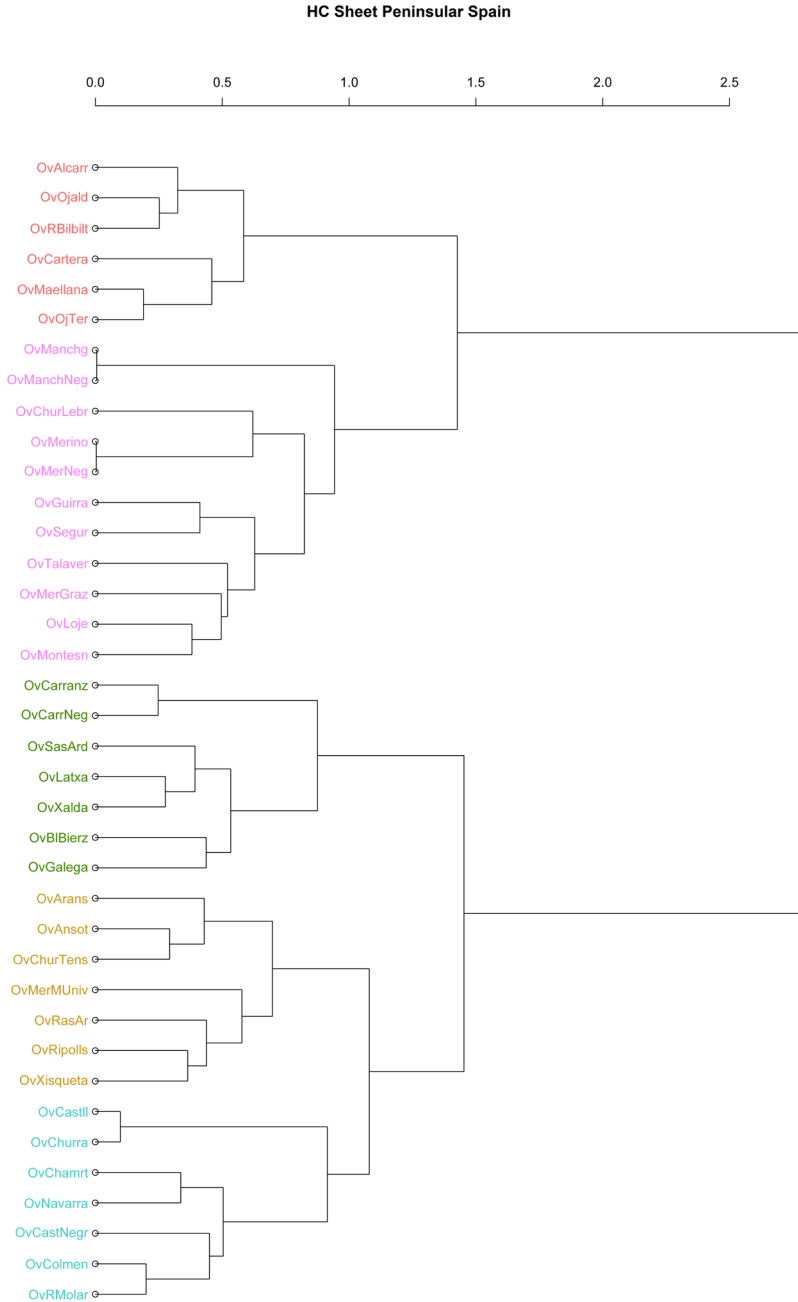 HC Sheet Peninsular Spain
0.0 0.5 1.0 1.5 2.0 2.5
OvAlcarr
OvOjald
OvRBilbilt
OvCartera
OvMaellana
OvOjTer
OvManchg
OvManchNeg
OvChurLebr
OvMerino
OvMerNeg
OvGuirra
OvSegur
OvTalaver
OvMerGraz
OvLoje
OvMontesn
OvCarranz
OvCarrNeg
OvSasArd
OvLatxa
OvXalda
OvBlBierz
OvGalega
OvArans
OvAnsot
OvChurTens
OvMerMUniv
OvRasAr
OvRipolls
OvXisqueta
OvCastll
OvChurra
OvChamrt
OvNavarra
OvCastNegr
OvColmen
OvRMolar